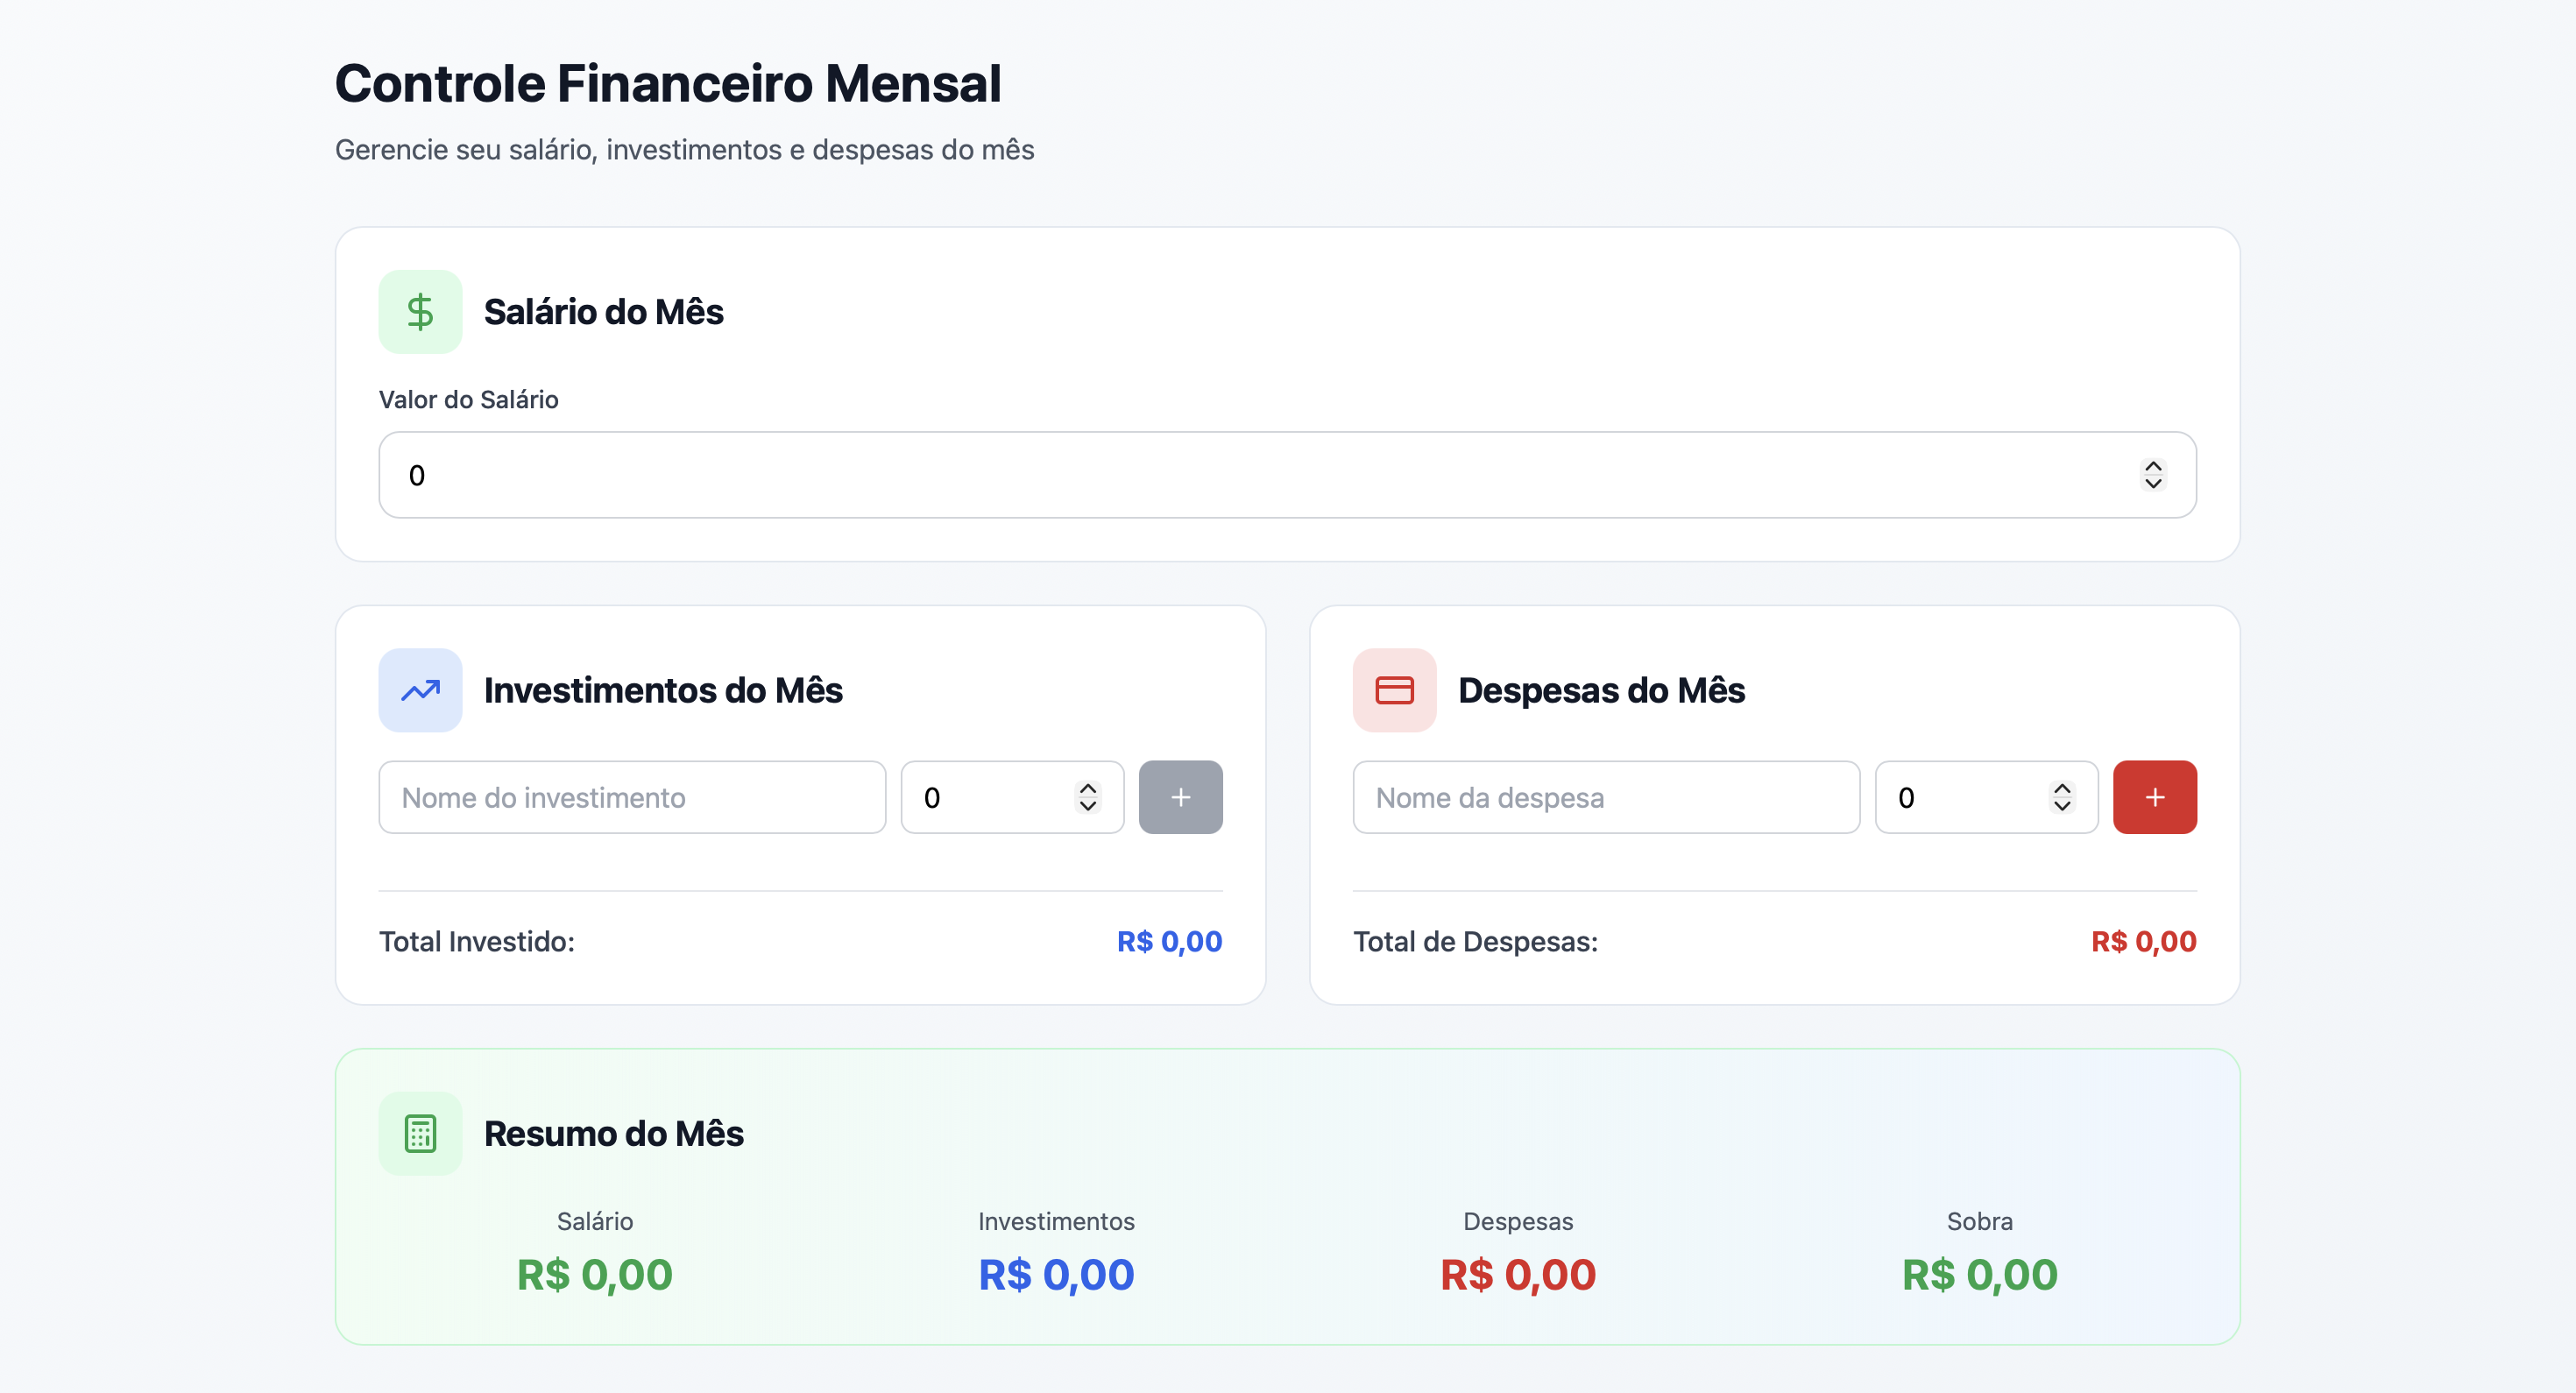 Controle Financeiro Mensal
Gerencie seu salário, investimentos e despesas do mês
$ Salário do Mês
Valor do Salário
0
Investimentos do Mês
Nome do investimento 0 +
Total Investido: R$ 0,00
Despesas do Mês
Nome da despesa 0 +
Total de Despesas: R$ 0,00
Resumo do Mês
Salário
R$ 0,00
Investimentos
R$ 0,00
Despesas
R$ 0,00
Sobra
R$ 0,00